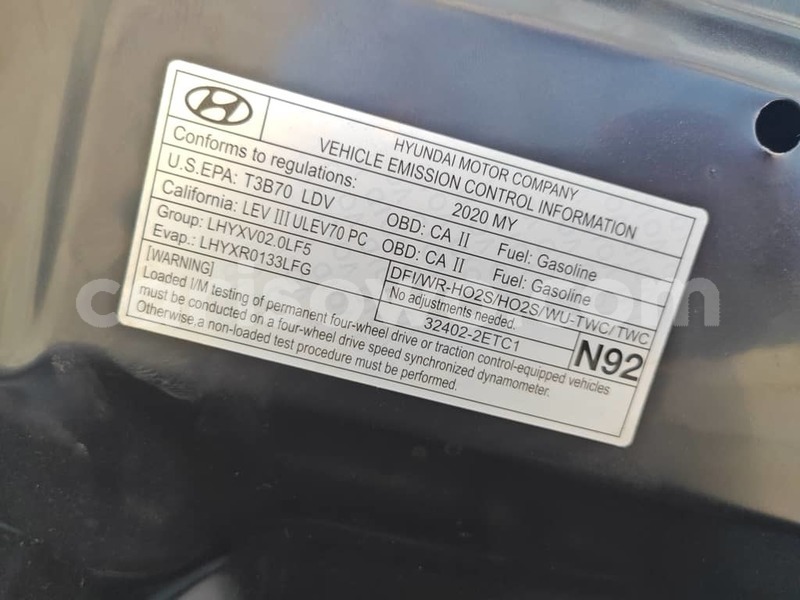 HYUNDAI MOTOR COMPANY
VEHICLE EMISSION CONTROL INFORMATION
Conforms to regulations: 2020 MY
U.S.EPA: T3B70 LDV OBD: CA II Fuel: Gasoline
California: LEV III ULEV70 PC OBD: CA II Fuel: Gasoline
Group: LHYXV02.0LF5
Evap.: LHYXR0133LFG
DFI/WR-HO2S/HO2S/WU-TWC/TWC
No adjustments needed.
32402-2ETC1
N92
[WARNING]
Loaded I/M testing of permanent four-wheel drive or traction control-equipped vehicles
must be conducted on a four-wheel drive speed synchronized dynamometer.
Otherwise,a non-loaded test procedure must be performed.